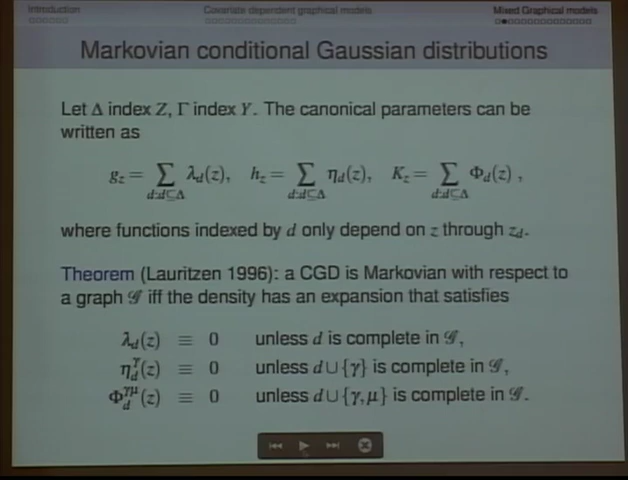 Introduction Covariate dependent graphical models Mixed Graphical models
Markovian conditional Gaussian distributions
Let Δ index Z, Γ index Y. The canonical parameters can be
written as
g_z = ∑_{d:d⊆Δ} λ_d(z), h_z = ∑_{d:d⊆Δ} η_d(z), K_z = ∑_{d:d⊆Δ} Φ_d(z) ,
where functions indexed by d only depend on z through z_d.
Theorem (Lauritzen 1996): a CGD is Markovian with respect to
a graph 𝒢 iff the density has an expansion that satisfies
λ_d(z) ≡ 0 unless d is complete in 𝒢,
η_d^γ(z) ≡ 0 unless d ∪ {γ} is complete in 𝒢,
Φ_d^{γμ}(z) ≡ 0 unless d ∪ {γ, μ} is complete in 𝒢.